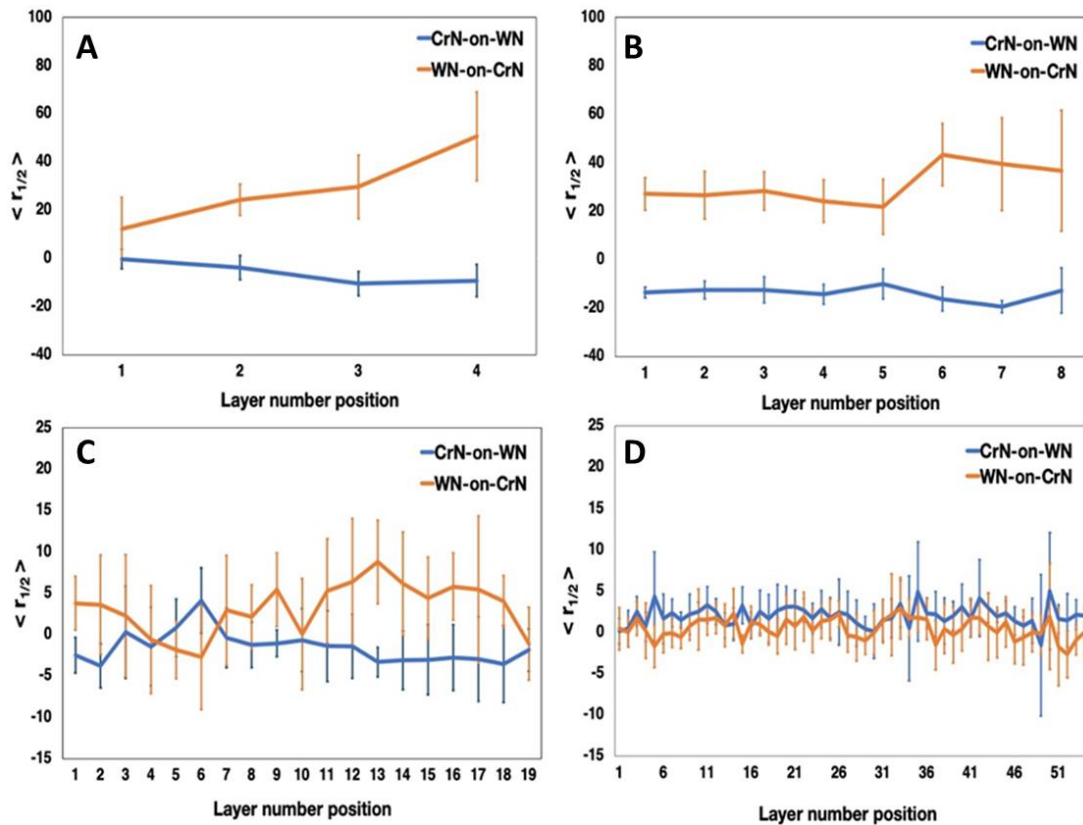 A
CrN-on-WN
WN-on-CrN
100
80
60
40
20
0
-20
-40
< r1/2 >
1 2 3 4
Layer number position
B
CrN-on-WN
WN-on-CrN
100
80
60
40
20
0
-20
-40
< r1/2 >
1 2 3 4 5 6 7 8
Layer number position
C
CrN-on-WN
WN-on-CrN
25
20
15
10
5
0
-5
-10
-15
< r1/2 >
1 2 3 4 5 6 7 8 9 10 11 12 13 14 15 16 17 18 19
Layer number position
D
CrN-on-WN
WN-on-CrN
25
20
15
10
5
0
-5
-10
-15
< r1/2 >
1 6 11 16 21 26 31 36 41 46 51
Layer number position